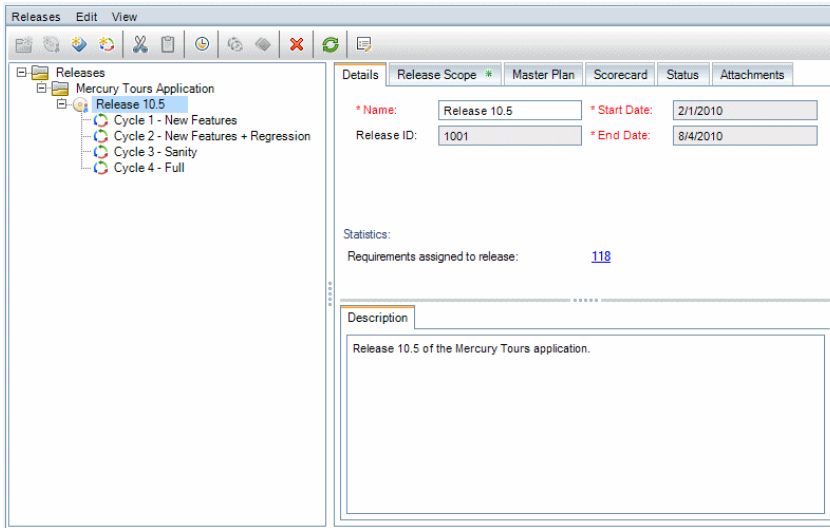 Releases Edit View
Releases
Mercury Tours Application
Release 10.5
Cycle 1 - New Features
Cycle 2 - New Features + Regression
Cycle 3 - Sanity
Cycle 4 - Full
Details Release Scope * Master Plan Scorecard Status Attachments
* Name: Release 10.5 * Start Date: 2/1/2010
Release ID: 1001 * End Date: 8/4/2010
Statistics:
Requirements assigned to release: 118
Description
Release 10.5 of the Mercury Tours application.